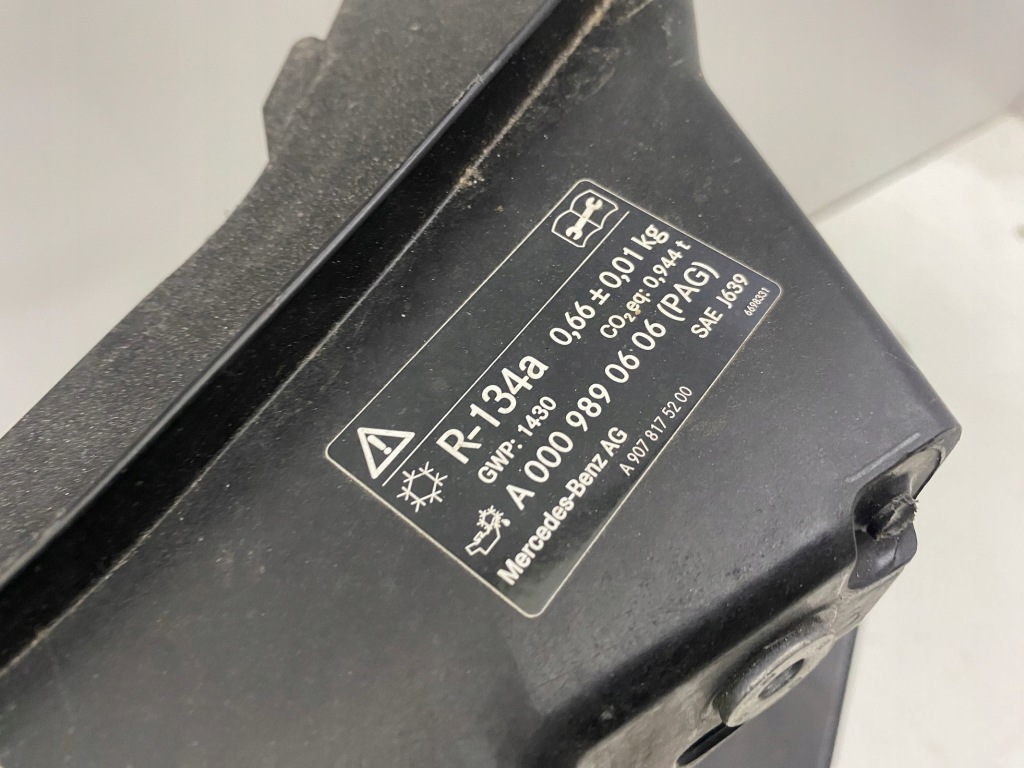 R-134a 0,66 ± 0,01 kg
GWP: 1430 CO₂eq: 0,944 t
A 000 989 06 06 (PAG)
Mercedes-Benz AG SAE J639
A 907 817 52 00 6698331